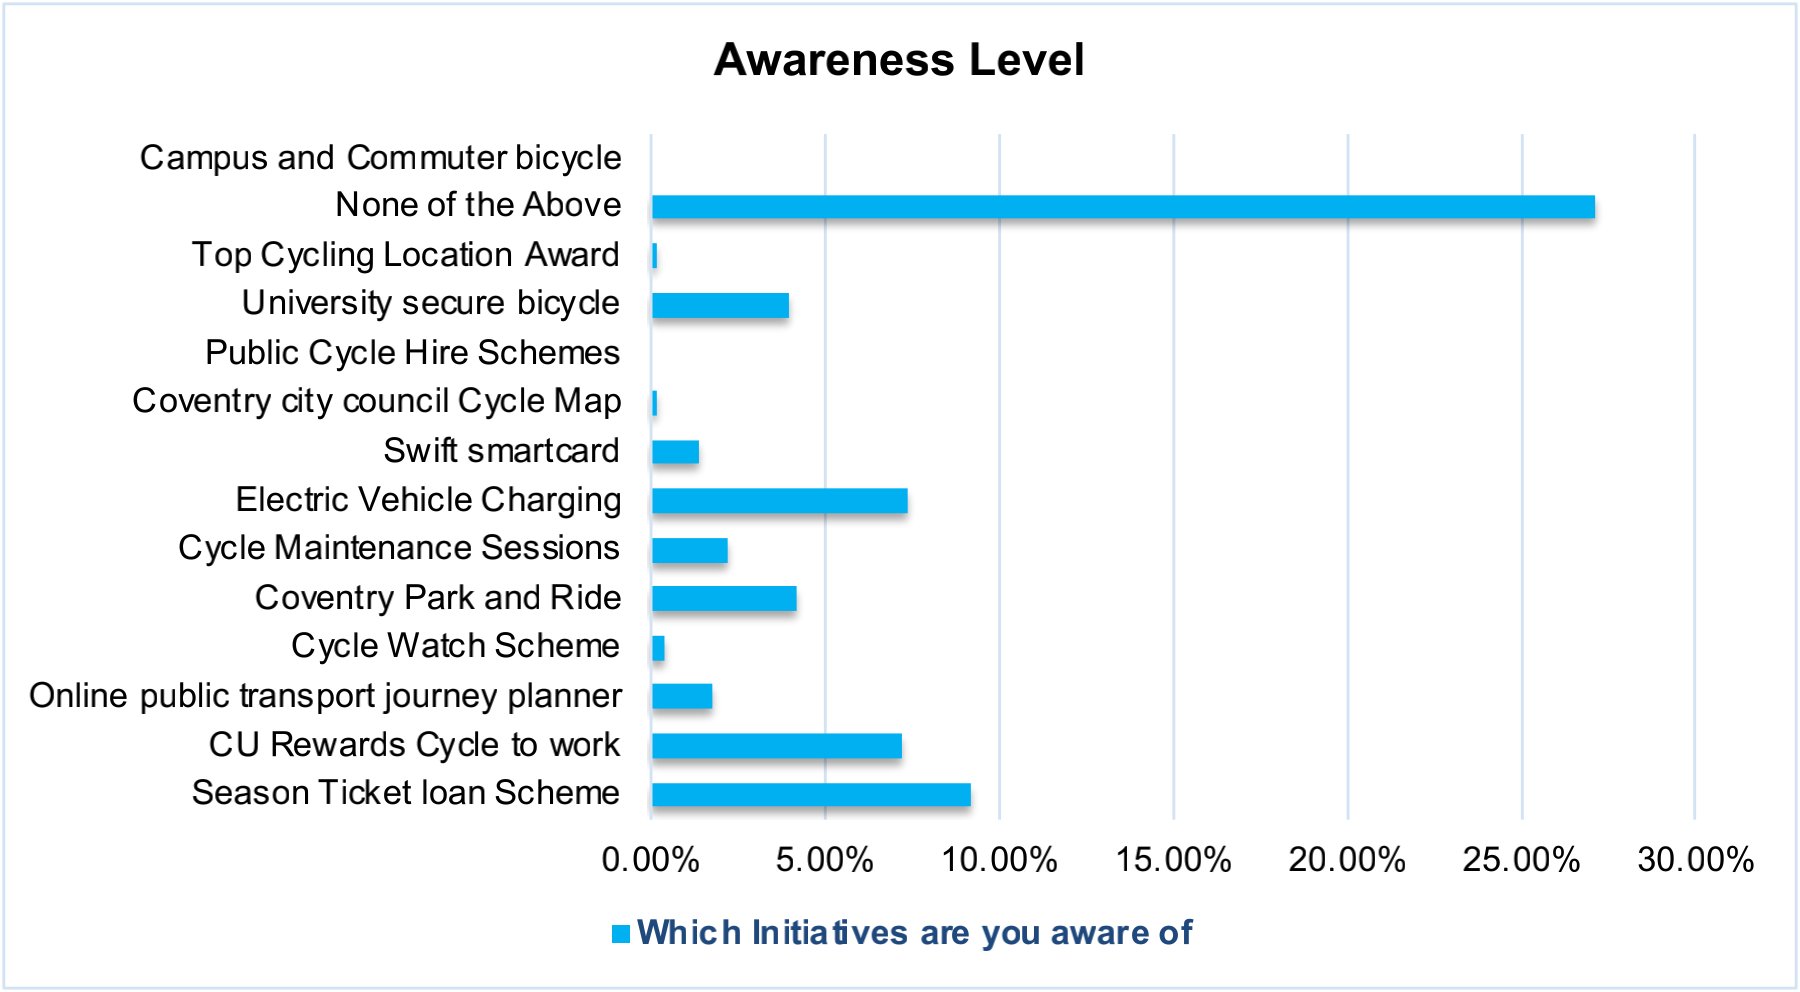 Awareness Level
Campus and Commuter bicycle
None of the Above
Top Cycling Location Award
University secure bicycle
Public Cycle Hire Schemes
Coventry city council Cycle Map
Swift smartcard
Electric Vehicle Charging
Cycle Maintenance Sessions
Coventry Park and Ride
Cycle Watch Scheme
Online public transport journey planner
CU Rewards Cycle to work
Season Ticket loan Scheme
0.00% 5.00% 10.00% 15.00% 20.00% 25.00% 30.00%
Which Initiatives are you aware of